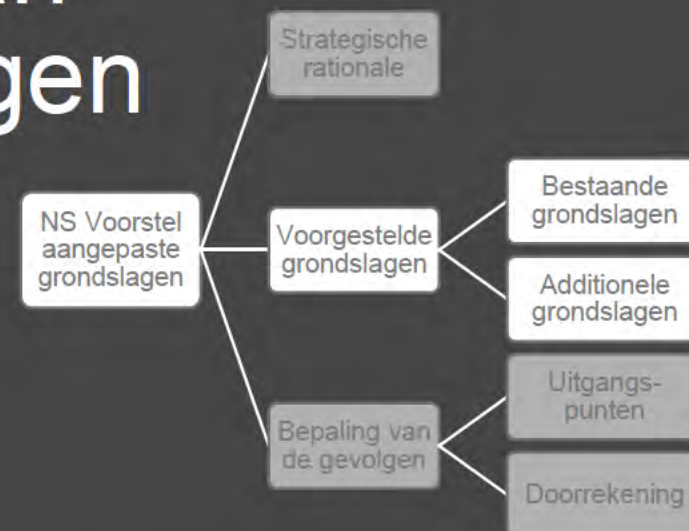 gen
NS Voorstel
aangepaste
grondslagen
Strategische
rationale
Voorgestelde
grondslagen
Bestaande
grondslagen
Additionele
grondslagen
Bepaling van
de gevolgen
Uitgangs-
punten
Doorrekening